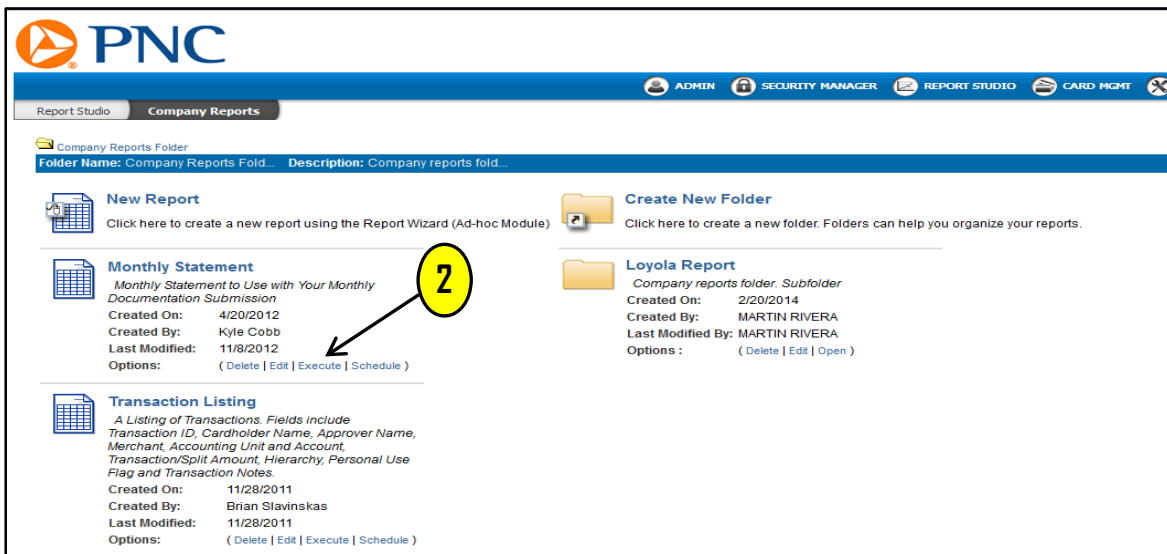 PNC
ADMIN SECURITY MANAGER REPORT STUDIO CARD MGMT
Report Studio Company Reports
Company Reports Folder
Folder Name: Company Reports Fold... Description: Company reports fold...
New Report
Click here to create a new report using the Report Wizard (Ad-hoc Module)
Create New Folder
Click here to create a new folder. Folders can help you organize your reports.
Monthly Statement
Monthly Statement to Use with Your Monthly
Documentation Submission
Created On: 4/20/2012
Created By: Kyle Cobb
Last Modified: 11/8/2012
Options: ( Delete | Edit | Execute | Schedule )
2
Loyola Report
Company reports folder. Subfolder
Created On: 2/20/2014
Created By: MARTIN RIVERA
Last Modified By: MARTIN RIVERA
Options : ( Delete | Edit | Open )
Transaction Listing
A Listing of Transactions. Fields include
Transaction ID, Cardholder Name, Approver Name,
Merchant, Accounting Unit and Account,
Transaction/Split Amount, Hierarchy, Personal Use
Flag and Transaction Notes.
Created On: 11/28/2011
Created By: Brian Slavinskas
Last Modified: 11/28/2011
Options: ( Delete | Edit | Execute | Schedule )